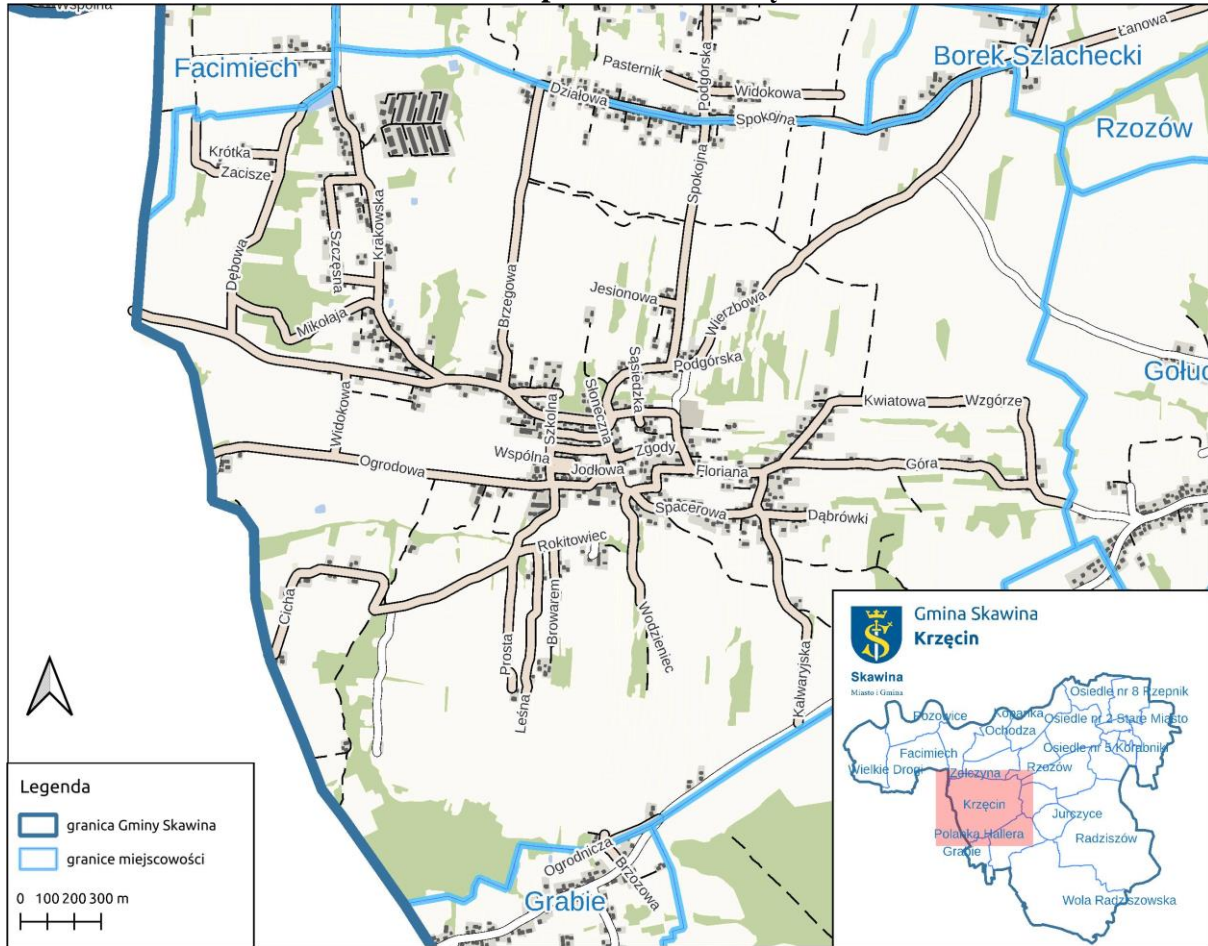 Wspólna
Facimiech
Borek Szlachecki
Łanowa
Pasternik
Podgórska
Widokowa
Działowa
Spokojna
Rzozów
Krótka
Zacisze
Spokojna
Krakowska
Szczęsna
Dębowa
Brzegowa
Jesionowa
Wierzbowa
Mikołaja
Sąsiedzka
Podgórska
Słoneczna
Widokowa
Szkolna
Kwiatowa
Wzgórze
Wspólna
Zgody
Ogrodowa
Jodłowa
Floriana
Góra
Spacerowa
Dąbrówki
Rokitowiec
Cicha
Browarem
Prosta
Leśna
Wodzieniec
Kalwaryjska
Ogrodnicza
Brzozowa
Grabie
Legenda
granica Gminy Skawina
granice miejscowości
0 100 200 300 m
Gmina Skawina
Krzęcin
Skawina
Miasto i Gmina
Osiedle nr 8 Rzepnik
Pozowice
Kopanka
Ochodza
Osiedle nr 2 Stare Miasto
Facimiech
Osiedle nr 5 Korabniki
Wielkie Drogi
Zelczyna
Rzozów
Krzęcin
Jurczyce
Polanka Hallera
Radziszów
Grabie
Wola Radziszowska